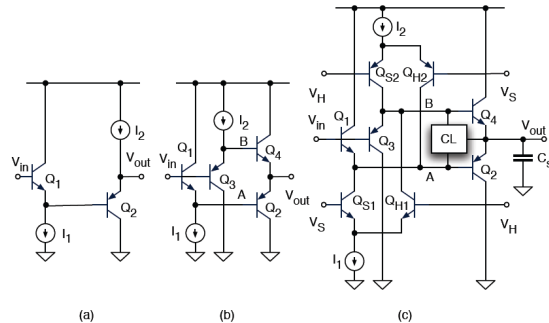 I2
QS2
QH2
VH
VS
B
Q4
Vout
I2
Vin
Q1
Q3
CL
CS
I2
Q1
B
Q4
A
Q2
Vin
Q1
Vout
Vin
Q3
A
Q2
Vout
QS1
QH1
VS
VH
I1
Q2
I1
I1
(a)
(b)
(c)